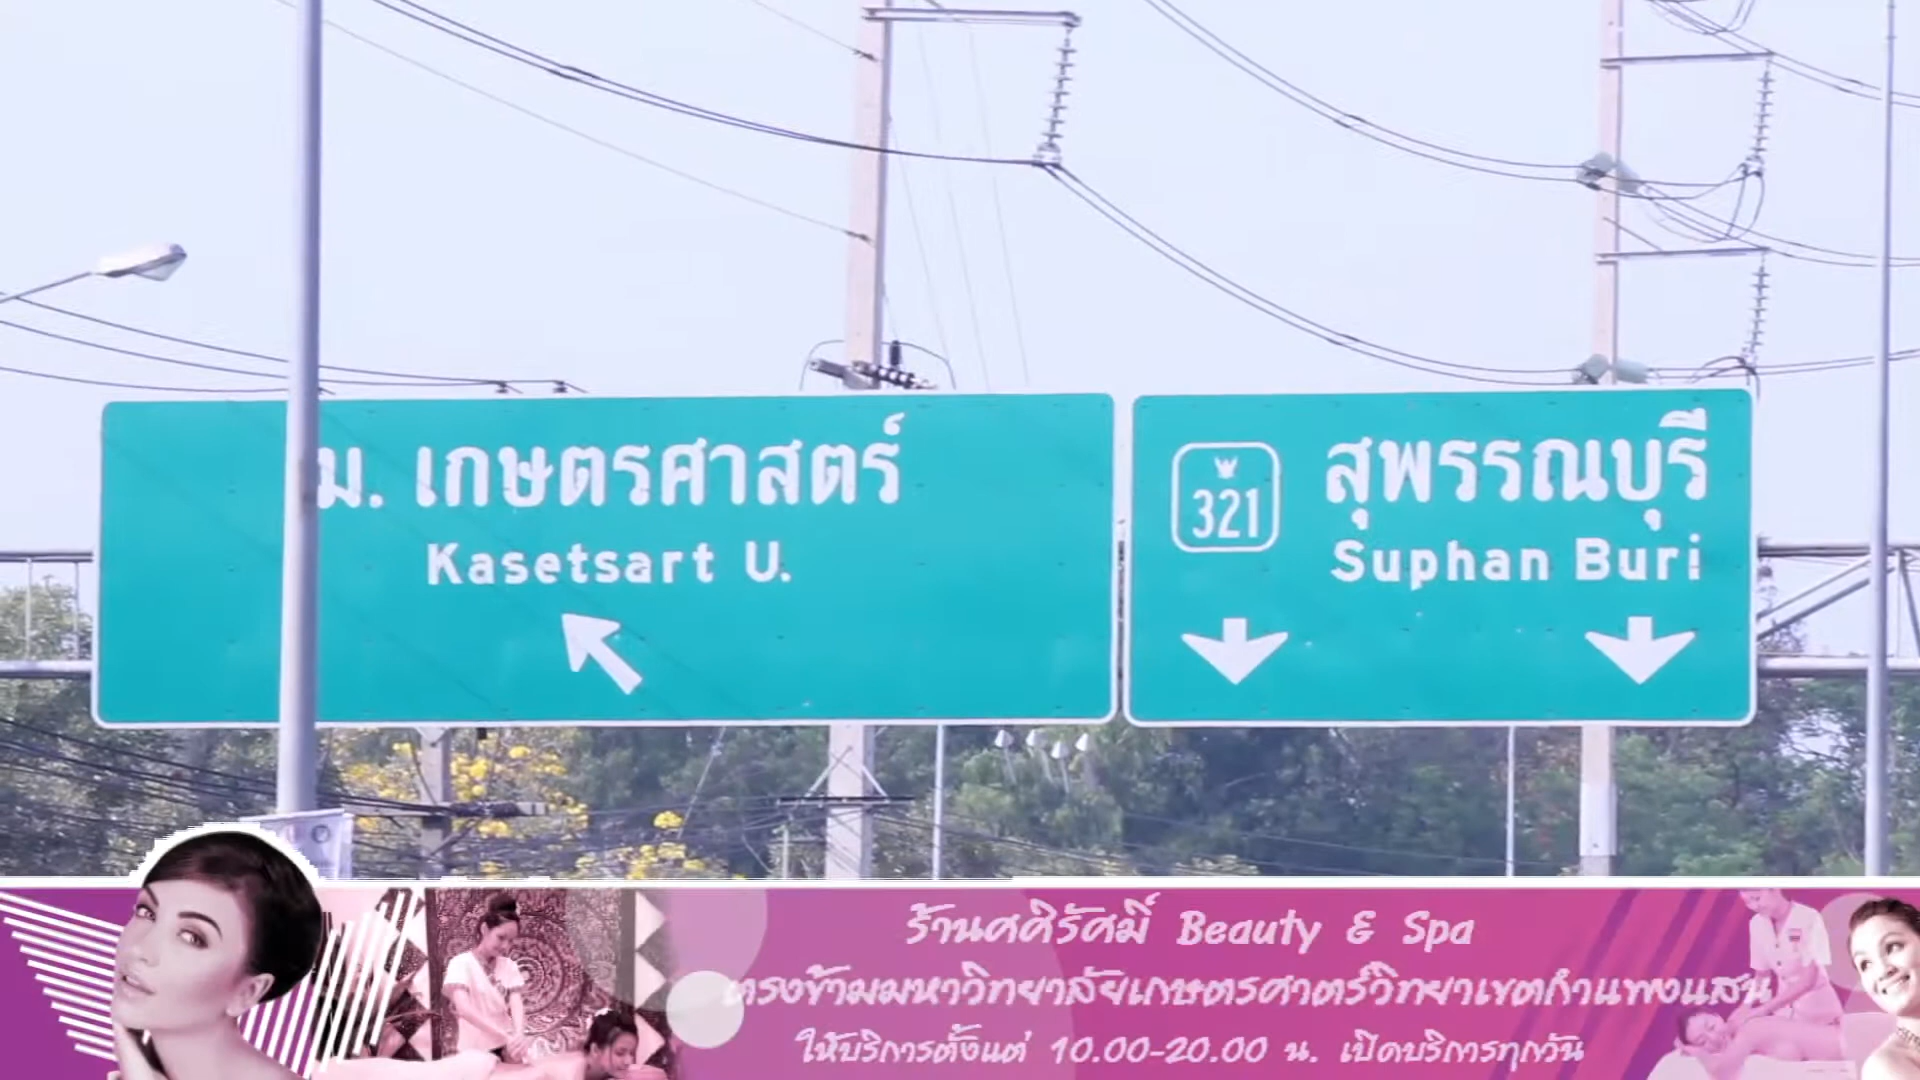 ม. เกษตรศาสตร์
Kasetsart U.
321
สุพรรณบุรี
Suphan Buri
ร้านศศิรัศมิ์ Beauty & Spa
ตรงข้ามมหาวิทยาลัยเกษตรศาตร์วิทยาเขตกำแพงแสน
ให้บริการตั้งแต่ 10.00-20.00 น. เปิดบริการทุกวัน